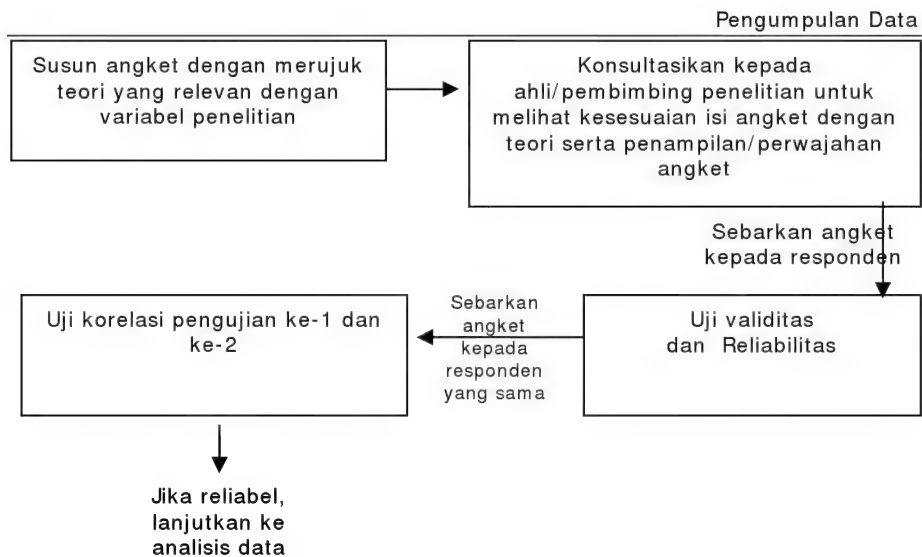 Pengumpulan Data
Susun angket dengan merujuk
teori yang relevan dengan
variabel penelitian
Konsultasikan kepada
ahli/pembimbing penelitian untuk
melihat kesesuaian isi angket dengan
teori serta penampilan/perwajahan
angket
Sebarkan angket
kepada responden
Uji validitas
dan Reliabilitas
Sebarkan
angket
kepada
responden
yang sama
Uji korelasi pengujian ke-1 dan
ke-2
Jika reliabel,
lanjutkan ke
analisis data